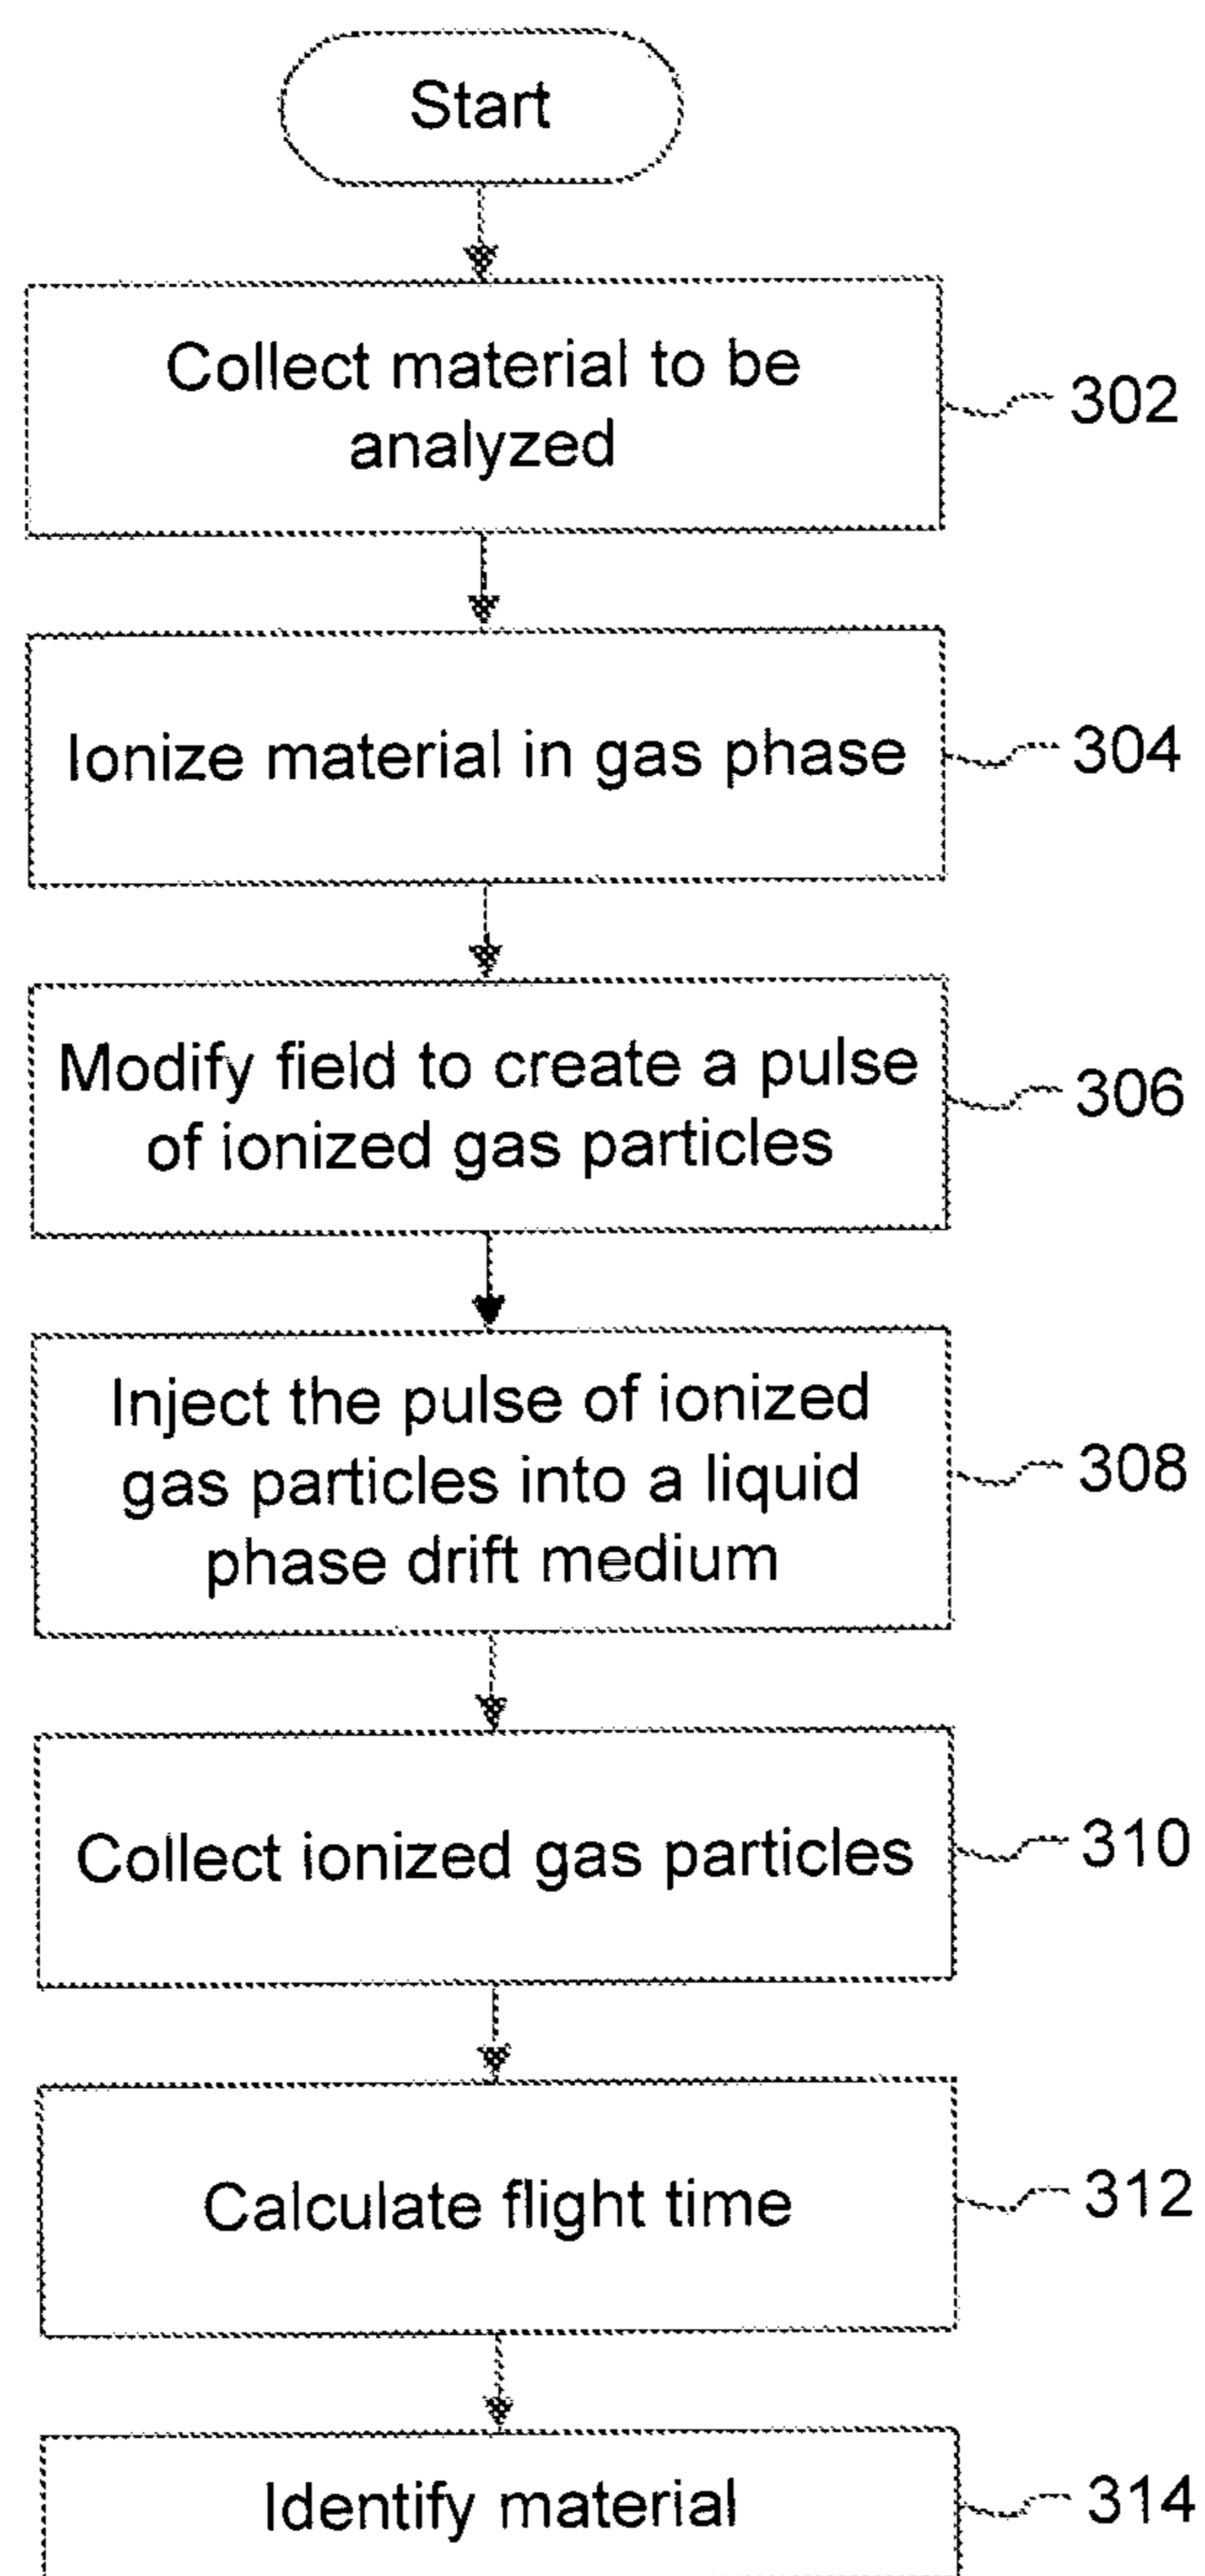 Start
Collect material to be
analyzed
302
Ionize material in gas phase
304
Modify field to create a pulse
of ionized gas particles
306
Inject the pulse of ionized
gas particles into a liquid
phase drift medium
308
Collect ionized gas particles
310
Calculate flight time
312
Identify material
314